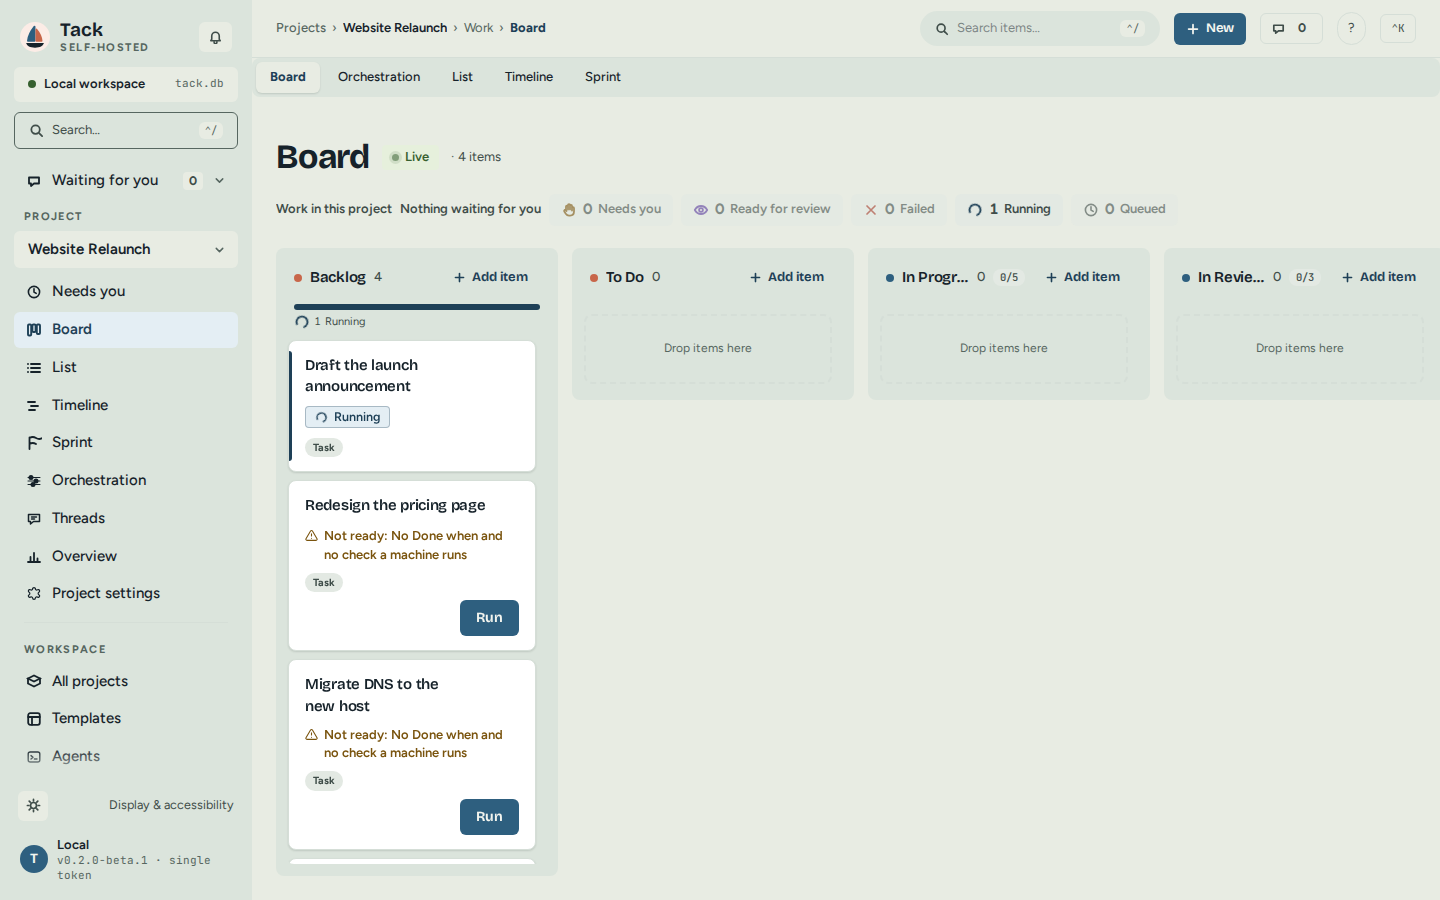 Tack
SELF-HOSTED
Local workspace tack.db
Search... ^/
Waiting for you 0
PROJECT
Website Relaunch
Needs you
Board
List
Timeline
Sprint
Orchestration
Threads
Overview
Project settings
WORKSPACE
All projects
Templates
Agents
Display & accessibility
T
Local
v0.2.0-beta.1 · single
token
Projects › Website Relaunch › Work › Board
Search items... ^/
+ New
0
?
^K
Board Orchestration List Timeline Sprint
Board Live · 4 items
Work in this project Nothing waiting for you 0 Needs you 0 Ready for review 0 Failed 1 Running 0 Queued
Backlog 4 + Add item
1 Running
Draft the launch
announcement
Running
Task
Redesign the pricing page
Not ready: No Done when and
no check a machine runs
Task
Run
Migrate DNS to the
new host
Not ready: No Done when and
no check a machine runs
Task
Run
To Do 0 + Add item
Drop items here
In Progr... 0 0/5 + Add item
Drop items here
In Revie... 0 0/3 + Add item
Drop items here